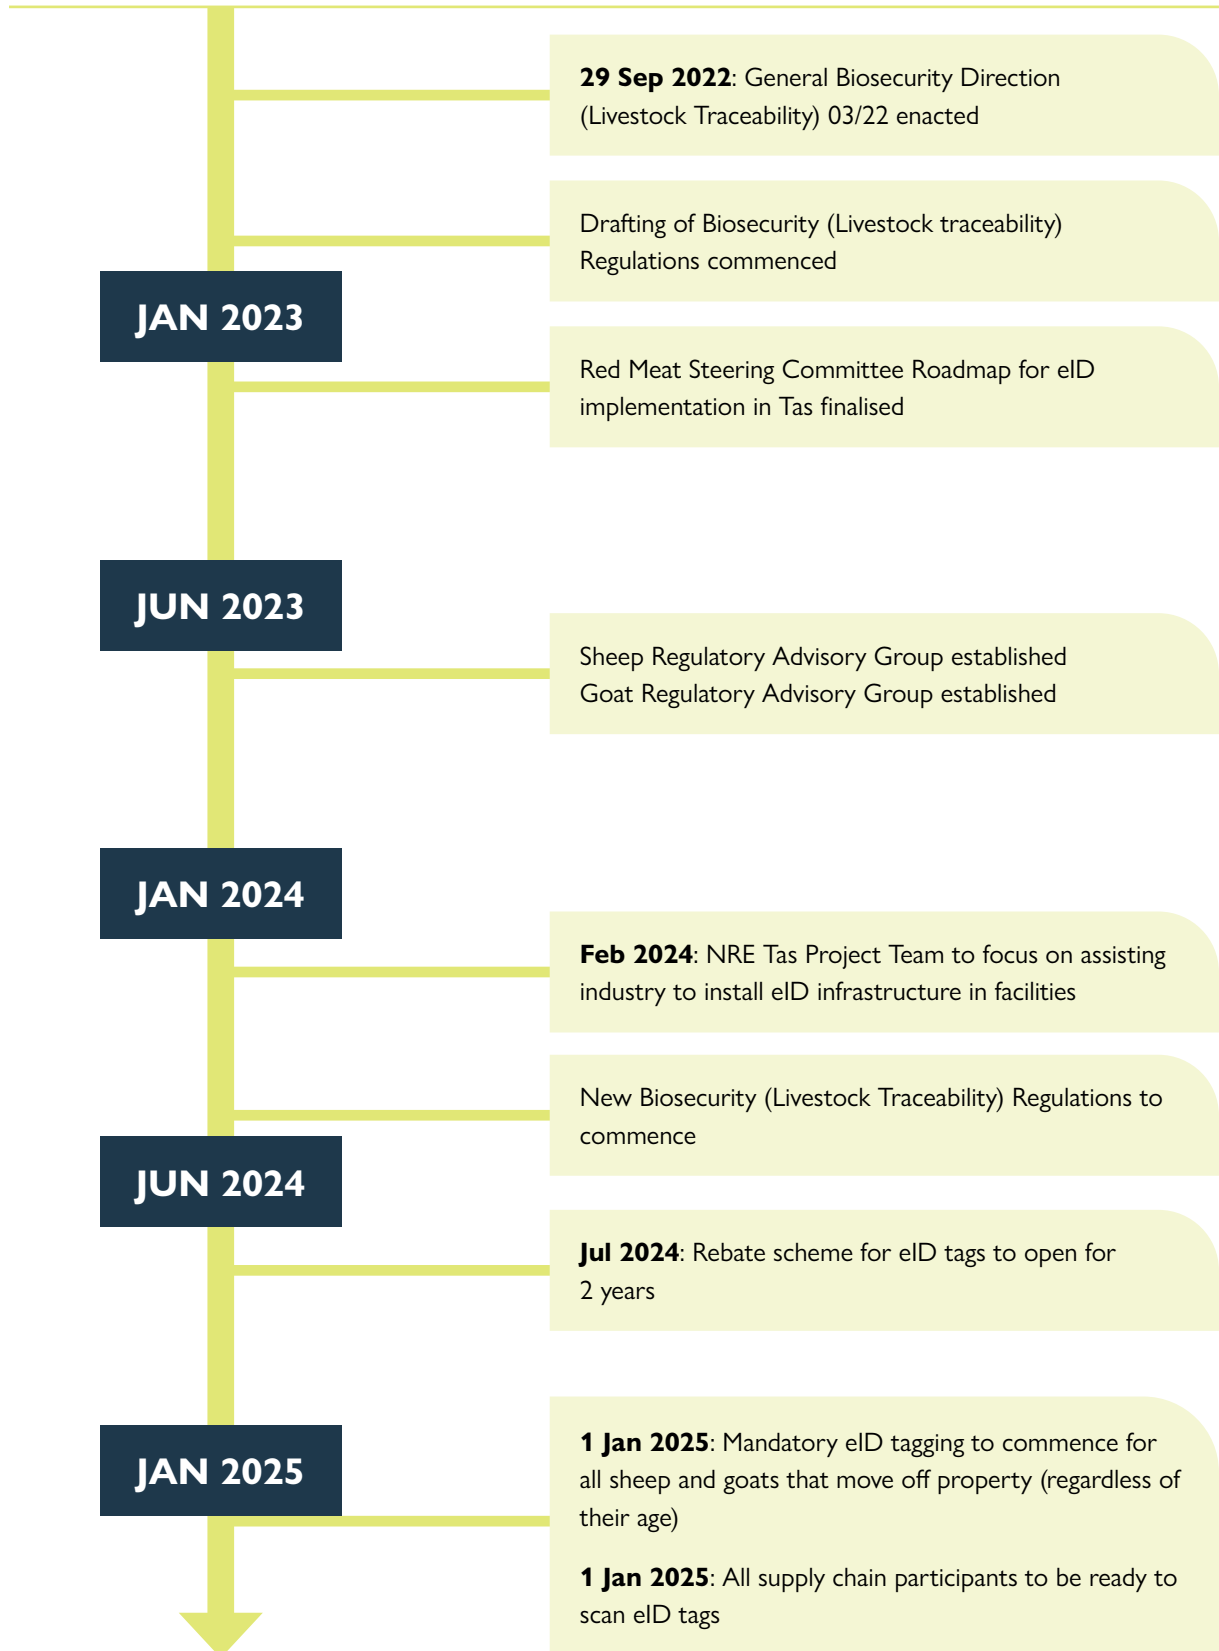 29 Sep 2022: General Biosecurity Direction
(Livestock Traceability) 03/22 enacted
Drafting of Biosecurity (Livestock traceability)
Regulations commenced
JAN 2023
Red Meat Steering Committee Roadmap for eID
implementation in Tas finalised
JUN 2023
Sheep Regulatory Advisory Group established
Goat Regulatory Advisory Group established
JAN 2024
Feb 2024: NRE Tas Project Team to focus on assisting
industry to install eID infrastructure in facilities
New Biosecurity (Livestock Traceability) Regulations to
commence
JUN 2024
Jul 2024: Rebate scheme for eID tags to open for
2 years
JAN 2025
1 Jan 2025: Mandatory eID tagging to commence for
all sheep and goats that move off property (regardless of
their age)
1 Jan 2025: All supply chain participants to be ready to
scan eID tags